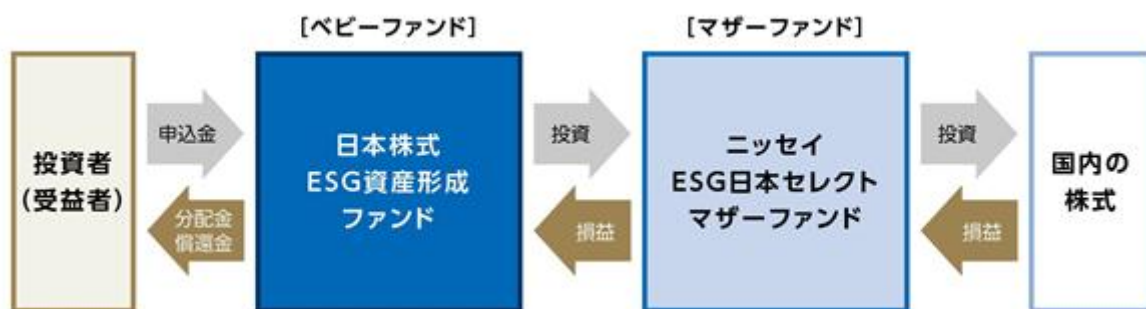 [ベビーファンド]
[マザーファンド]
投資者
(受益者)
申込金
分配金
償還金
日本株式
ESG資産形成
ファンド
投資
損益
ニッセイ
ESG日本セレクト
マザーファンド
投資
損益
国内の
株式